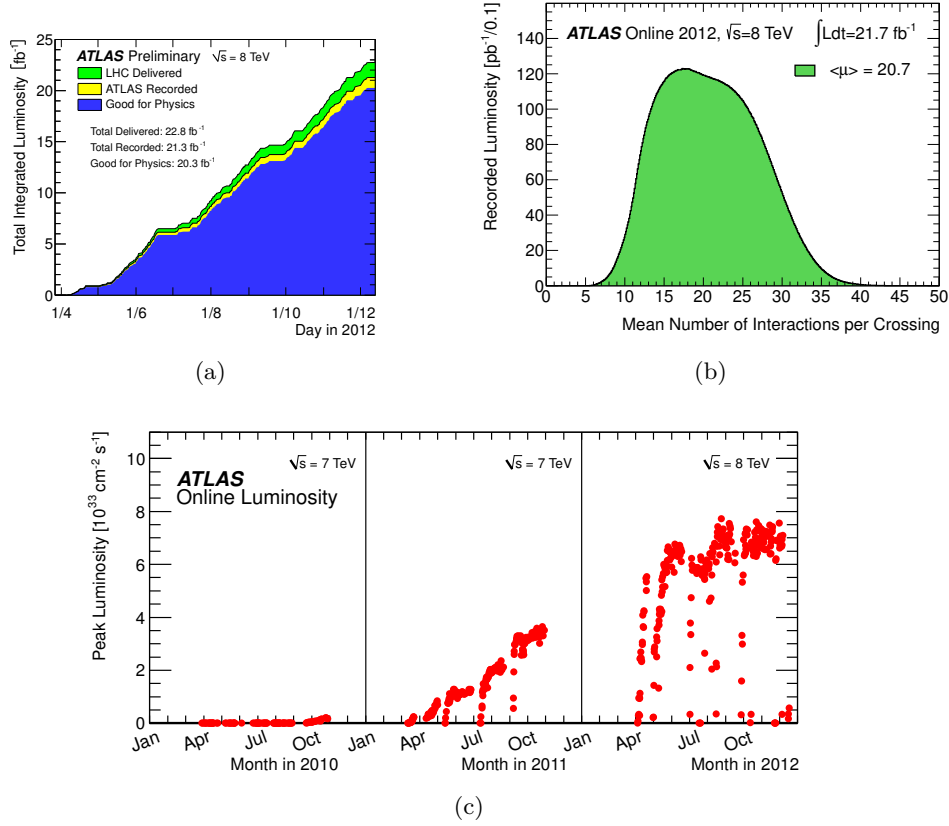 ATLAS Preliminary √s = 8 TeV
LHC Delivered
ATLAS Recorded
Good for Physics
Total Delivered: 22.8 fb⁻¹
Total Recorded: 21.3 fb⁻¹
Good for Physics: 20.3 fb⁻¹
Total Integrated Luminosity [fb⁻¹]
25
20
15
10
5
0
1/4 1/6 1/8 1/10 1/12
Day in 2012
(a)
ATLAS Online 2012, √s=8 TeV ∫Ldt=21.7 fb⁻¹
<μ> = 20.7
Recorded Luminosity [pb⁻¹/0.1]
160
140
120
100
80
60
40
20
0
0 5 10 15 20 25 30 35 40 45 50
Mean Number of Interactions per Crossing
(b)
√s = 7 TeV √s = 7 TeV √s = 8 TeV
ATLAS
Online Luminosity
Peak Luminosity [10³³ cm⁻² s⁻¹]
10
8
6
4
2
0
Jan Apr Jul Oct Jan Apr Jul Oct Jan Apr Jul Oct
Month in 2010 Month in 2011 Month in 2012
(c)